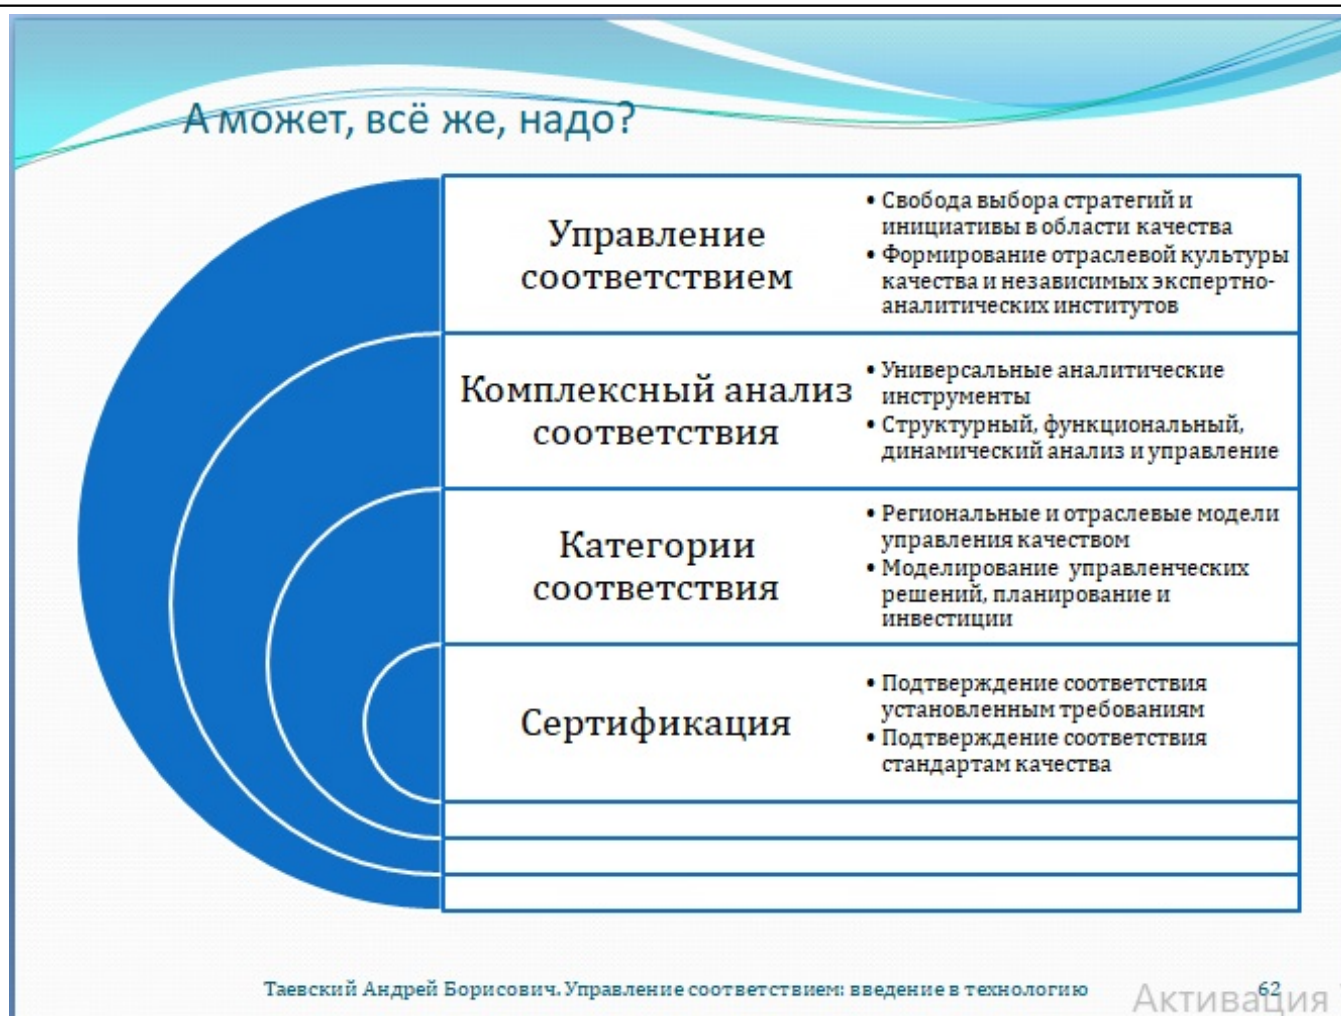 А может, всё же, надо?
Управление
соответствием
• Свобода выбора стратегий и
инициативы в области качества
• Формирование отраслевой культуры
качества и независимых экспертно-
аналитических институтов
Комплексный анализ
соответствия
• Универсальные аналитические
инструменты
• Структурный, функциональный,
динамический анализ и управление
Категории
соответствия
• Региональные и отраслевые модели
управления качеством
• Моделирование управленческих
решений, планирование и
инвестиции
Сертификация
• Подтверждение соответствия
установленным требованиям
• Подтверждение соответствия
стандартам качества
Таевский Андрей Борисович. Управление соответствием: введение в технологию
62
Активация